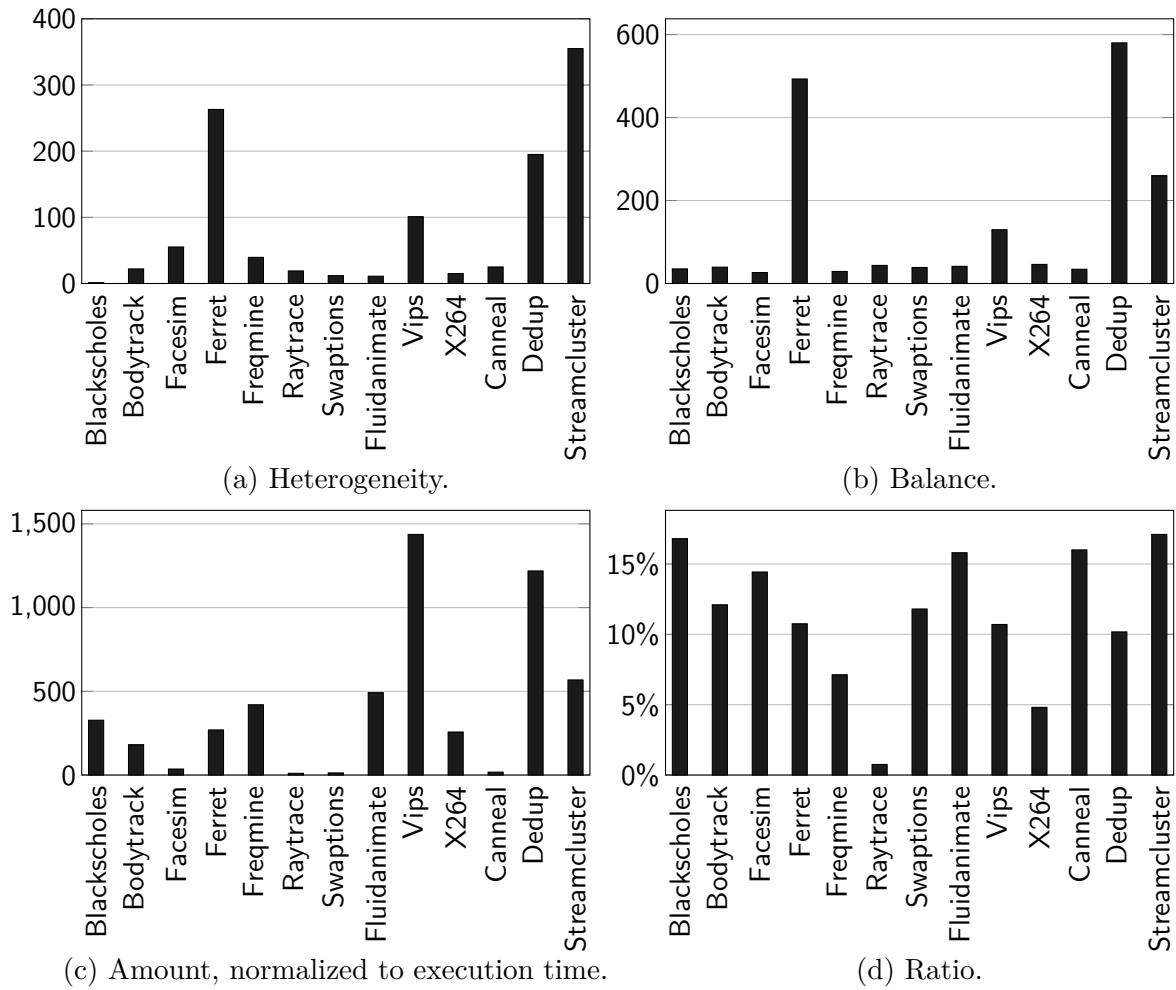 400
300
200
100
0
Blackscholes
Bodytrack
Facesim
Ferret
Freqmine
Raytrace
Swaptions
Fluidanimate
Vips
X264
Canneal
Dedup
Streamcluster
(a) Heterogeneity.
600
400
200
0
Blackscholes
Bodytrack
Facesim
Ferret
Freqmine
Raytrace
Swaptions
Fluidanimate
Vips
X264
Canneal
Dedup
Streamcluster
(b) Balance.
1,500
1,000
500
0
Blackscholes
Bodytrack
Facesim
Ferret
Freqmine
Raytrace
Swaptions
Fluidanimate
Vips
X264
Canneal
Dedup
Streamcluster
(c) Amount, normalized to execution time.
15%
10%
5%
0%
Blackscholes
Bodytrack
Facesim
Ferret
Freqmine
Raytrace
Swaptions
Fluidanimate
Vips
X264
Canneal
Dedup
Streamcluster
(d) Ratio.